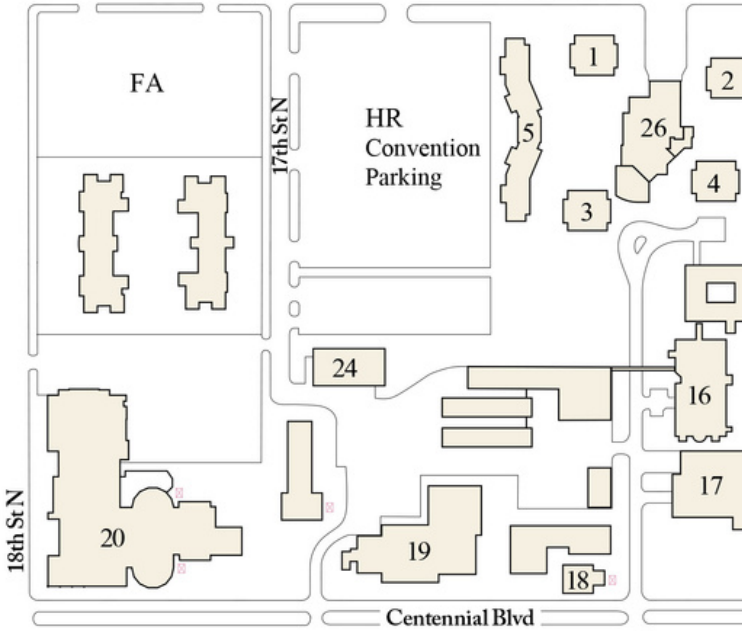 FA
17th St N
HR
Convention
Parking
5
1
2
26
4
3
24
16
17
18th St N
20
19
18
Centennial Blvd